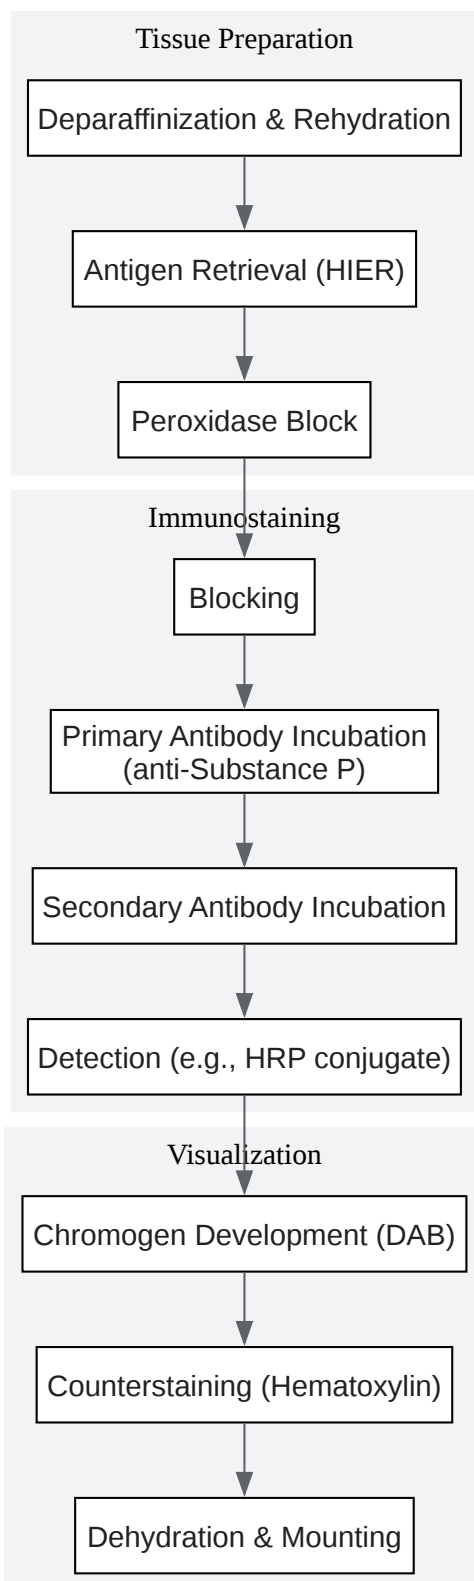 Tissue Preparation
Deparaffinization & Rehydration
Antigen Retrieval (HIER)
Peroxidase Block
Immunostaining
Blocking
Primary Antibody Incubation
(anti-Substance P)
Secondary Antibody Incubation
Detection (e.g., HRP conjugate)
Visualization
Chromogen Development (DAB)
Counterstaining (Hematoxylin)
Dehydration & Mounting